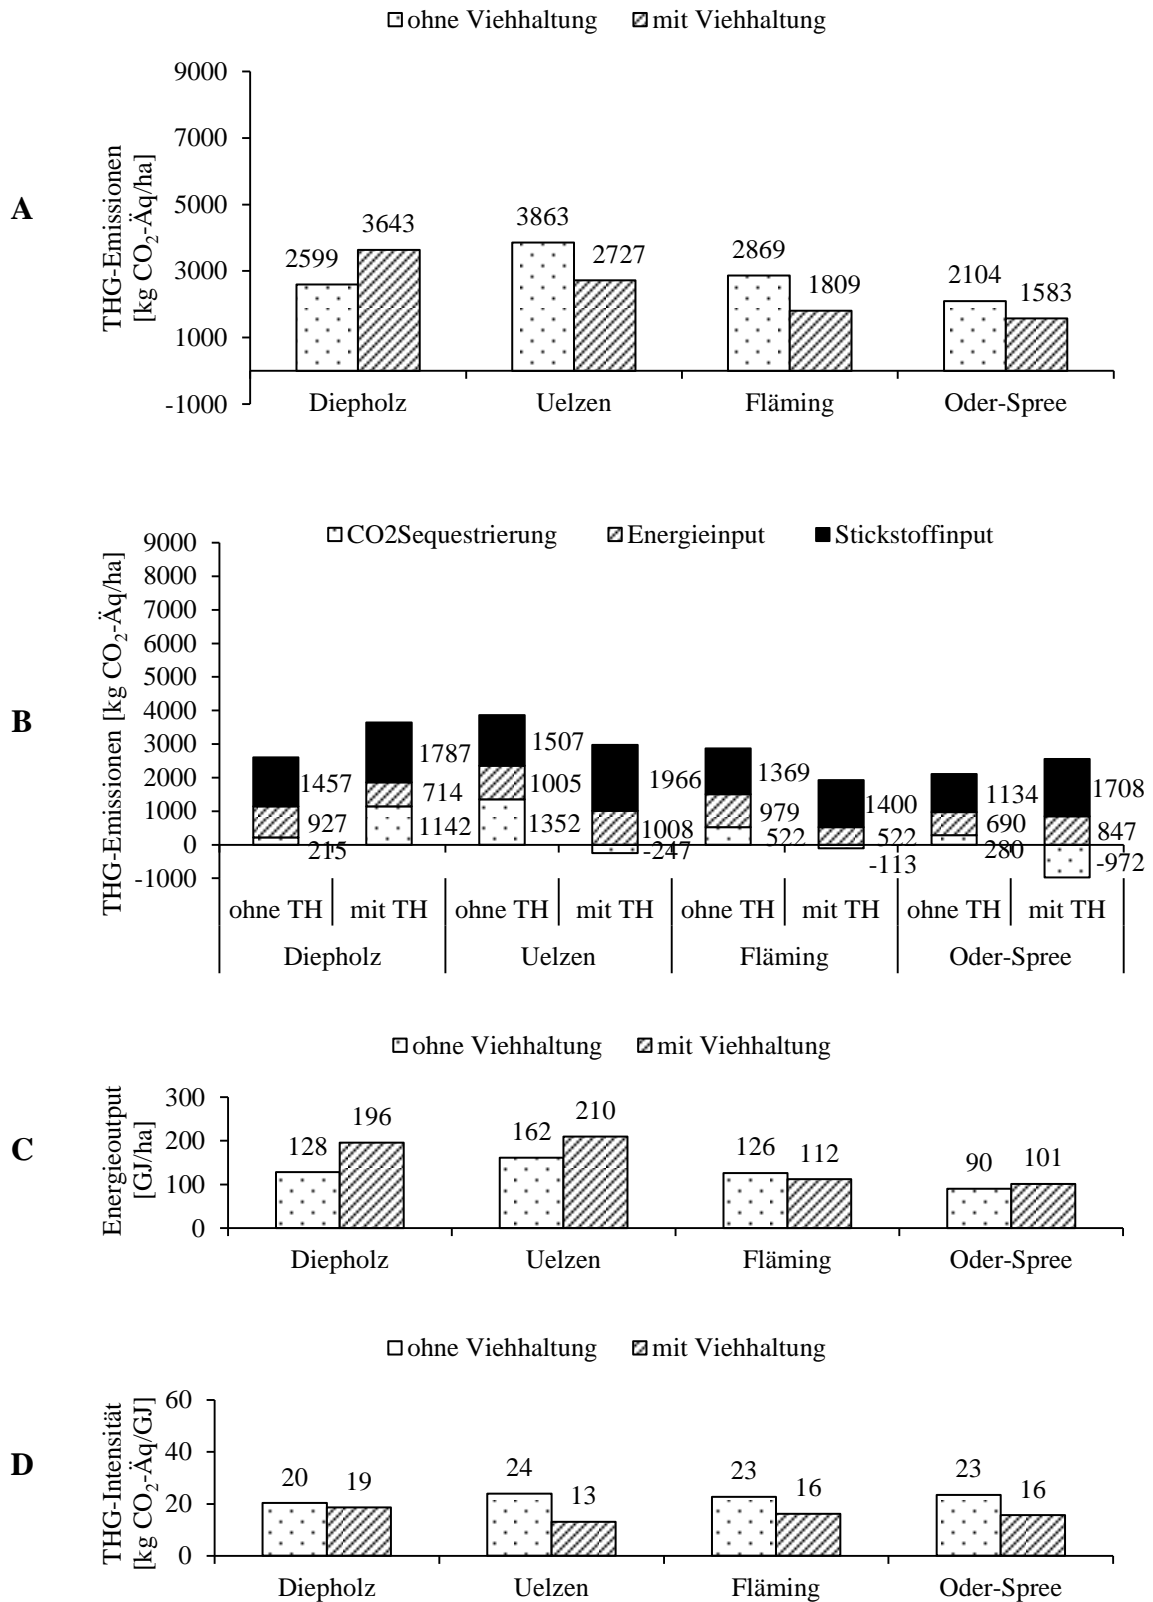 ohne Viehhaltung mit Viehhaltung
A
THG-Emissionen
[kg CO₂-Äq/ha]
9000
7000
5000
3000
1000
-1000
2599 3643 3863 2727 2869 1809 2104 1583
Diepholz Uelzen Fläming Oder-Spree
CO2Sequestrierung Energieinput Stickstoffinput
B
THG-Emissionen [kg CO₂-Äq/ha]
9000
8000
7000
6000
5000
4000
3000
2000
1000
0
-1000
1457 1787 1507 1966 1369 1400 1134 1708
927 714 1005 1008 979 522 690 847
215 1142 1352 -247 522 -113 280 -972
ohne TH mit TH ohne TH mit TH ohne TH mit TH ohne TH mit TH
Diepholz Uelzen Fläming Oder-Spree
ohne Viehhaltung mit Viehhaltung
C
Energieoutput
[GJ/ha]
300
200
100
0
128 196 162 210 126 112 90 101
Diepholz Uelzen Fläming Oder-Spree
ohne Viehhaltung mit Viehhaltung
D
THG-Intensität
[kg CO₂-Äq/GJ]
60
40
20
0
20 19 24 13 23 16 23 16
Diepholz Uelzen Fläming Oder-Spree